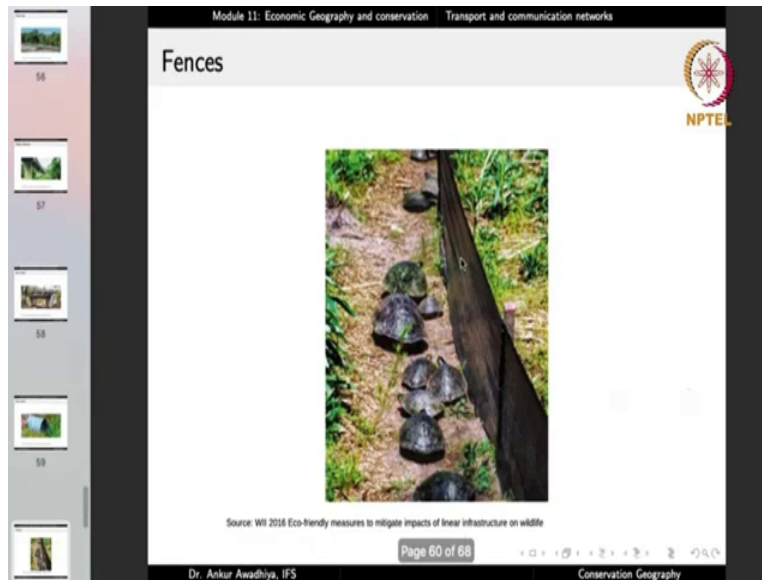 Module 11: Economic Geography and conservation Transport and communication networks
Fences
NPTEL
56
57
58
59
Source: WII 2016 Eco-friendly measures to mitigate impacts of linear infrastructure on wildlife
Page 60 of 68
Dr. Ankur Awadhiya, IFS Conservation Geography